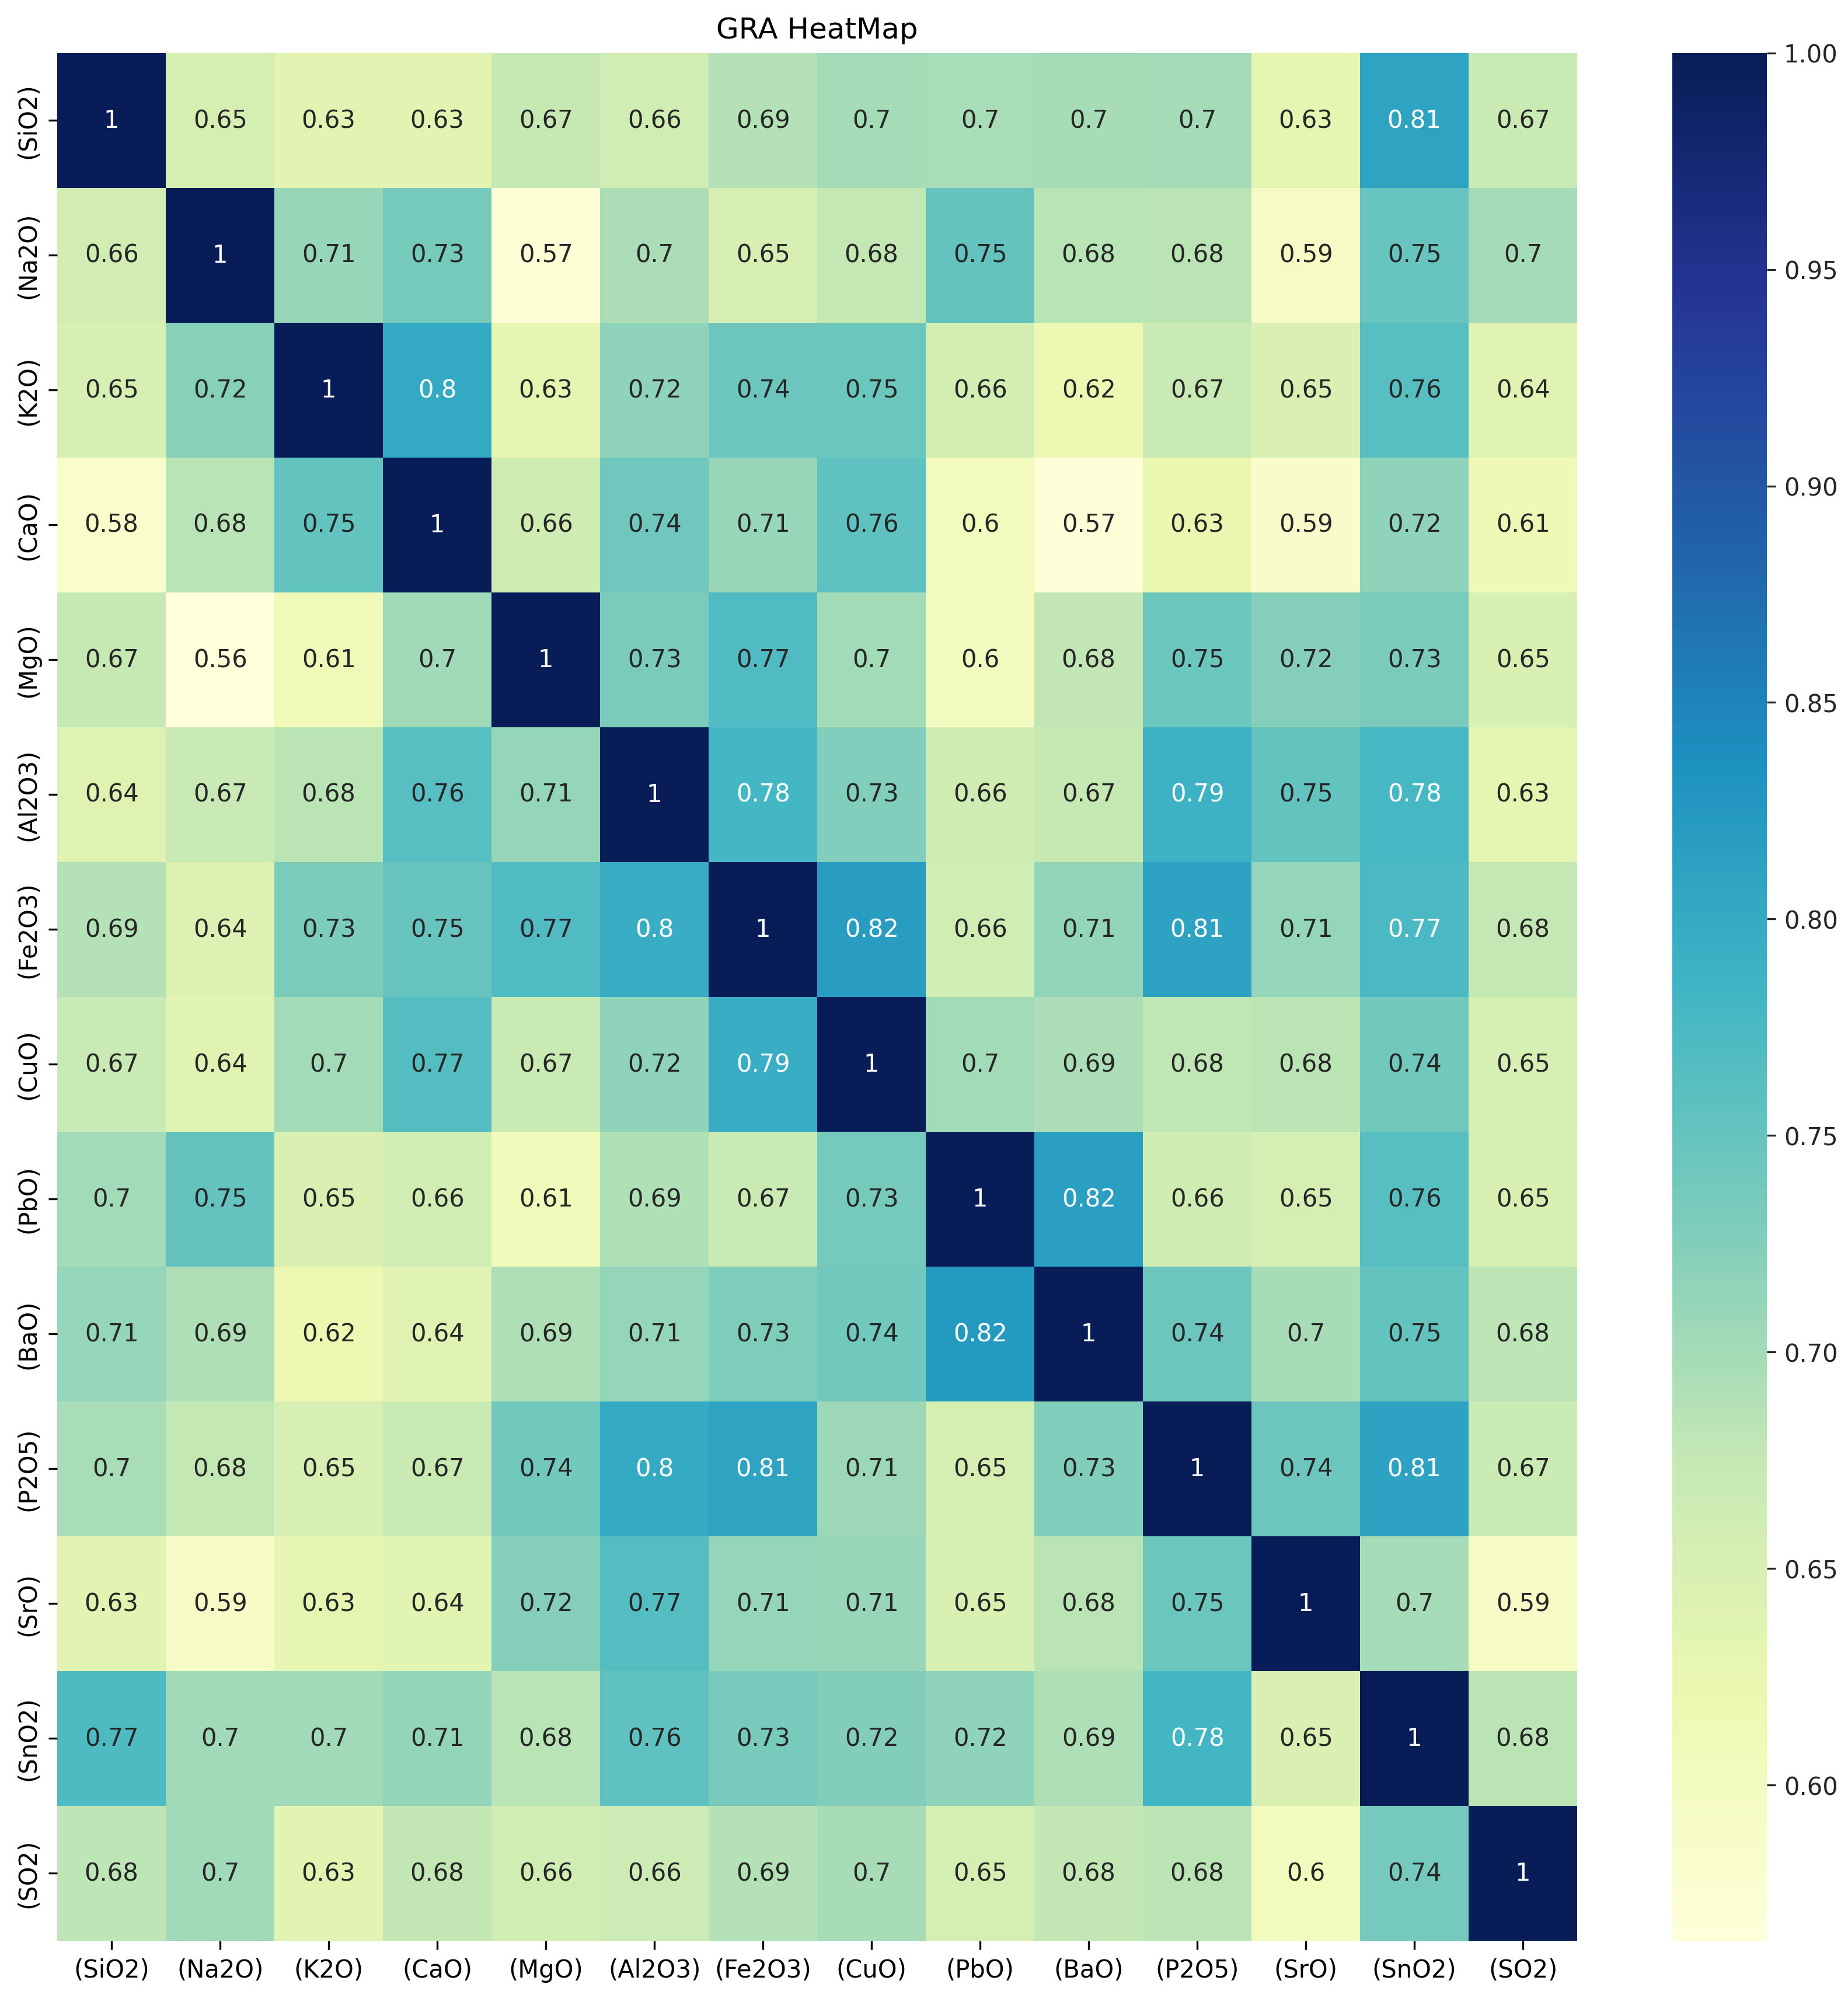 GRA HeatMap
(SiO2) 1 0.65 0.63 0.63 0.67 0.66 0.69 0.7 0.7 0.7 0.7 0.63 0.81 0.67
(Na2O) 0.66 1 0.71 0.73 0.57 0.7 0.65 0.68 0.75 0.68 0.68 0.59 0.75 0.7
(K2O) 0.65 0.72 1 0.8 0.63 0.72 0.74 0.75 0.66 0.62 0.67 0.65 0.76 0.64
(CaO) 0.58 0.68 0.75 1 0.66 0.74 0.71 0.76 0.6 0.57 0.63 0.59 0.72 0.61
(MgO) 0.67 0.56 0.61 0.7 1 0.73 0.77 0.7 0.6 0.68 0.75 0.72 0.73 0.65
(Al2O3) 0.64 0.67 0.68 0.76 0.71 1 0.78 0.73 0.66 0.67 0.79 0.75 0.78 0.63
(Fe2O3) 0.69 0.64 0.73 0.75 0.77 0.8 1 0.82 0.66 0.71 0.81 0.71 0.77 0.68
(CuO) 0.67 0.64 0.7 0.77 0.67 0.72 0.79 1 0.7 0.69 0.68 0.68 0.74 0.65
(PbO) 0.7 0.75 0.65 0.66 0.61 0.69 0.67 0.73 1 0.82 0.66 0.65 0.76 0.65
(BaO) 0.71 0.69 0.62 0.64 0.69 0.71 0.73 0.74 0.82 1 0.74 0.7 0.75 0.68
(P2O5) 0.7 0.68 0.65 0.67 0.74 0.8 0.81 0.71 0.65 0.73 1 0.74 0.81 0.67
(SrO) 0.63 0.59 0.63 0.64 0.72 0.77 0.71 0.71 0.65 0.68 0.75 1 0.7 0.59
(SnO2) 0.77 0.7 0.7 0.71 0.68 0.76 0.73 0.72 0.72 0.69 0.78 0.65 1 0.68
(SO2) 0.68 0.7 0.63 0.68 0.66 0.66 0.69 0.7 0.65 0.68 0.68 0.6 0.74 1
(SiO2) (Na2O) (K2O) (CaO) (MgO) (Al2O3) (Fe2O3) (CuO) (PbO) (BaO) (P2O5) (SrO) (SnO2) (SO2)
1.00
0.95
0.90
0.85
0.80
0.75
0.70
0.65
0.60